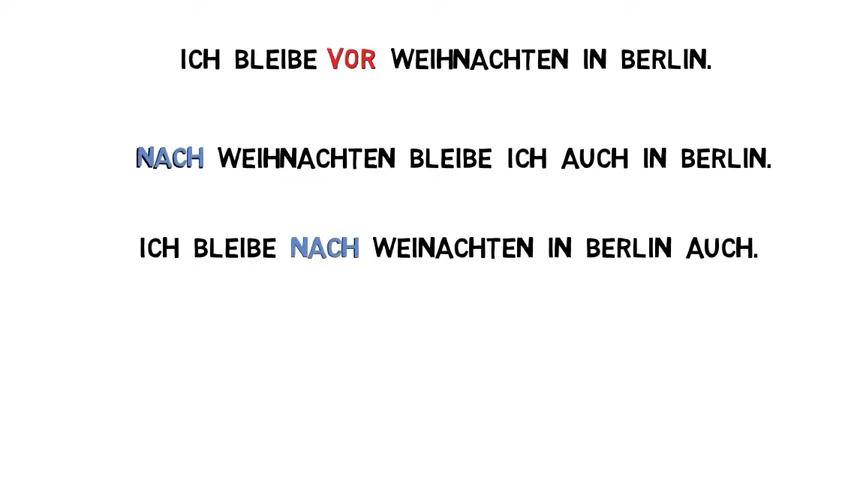 ICH BLEIBE VOR WEIHNACHTEN IN BERLIN.
NACH WEIHNACHTEN BLEIBE ICH AUCH IN BERLIN.
ICH BLEIBE NACH WEINACHTEN IN BERLIN AUCH.